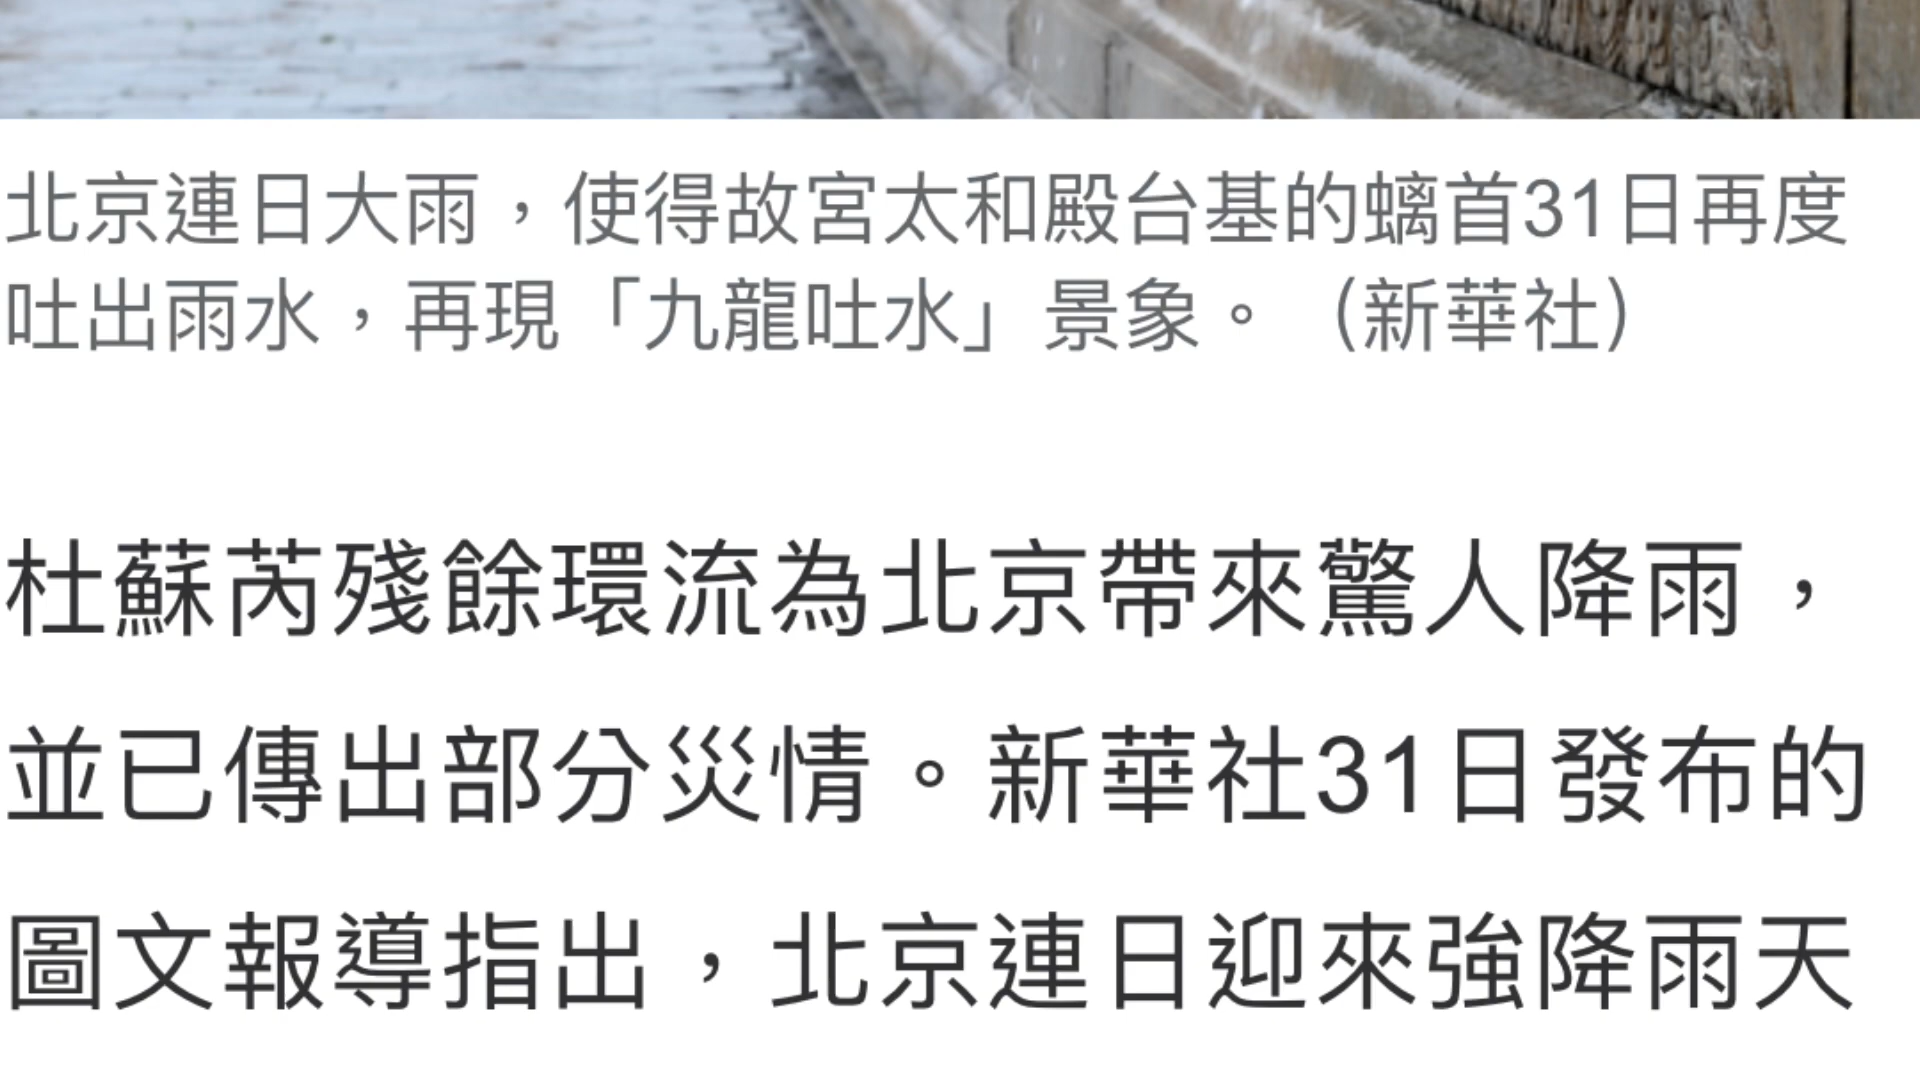 北京連日大雨，使得故宮太和殿台基的螭首31日再度
吐出雨水，再現「九龍吐水」景象。（新華社）
杜蘇芮殘餘環流為北京帶來驚人降雨，
並已傳出部分災情。新華社31日發布的
圖文報導指出，北京連日迎來強降雨天